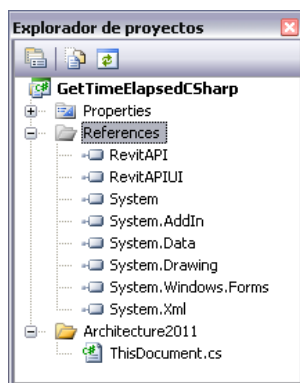 Explorador de proyectos
GetTimeElapsedCSharp
Properties
References
RevitAPI
RevitAPIUI
System
System.AddIn
System.Data
System.Drawing
System.Windows.Forms
System.Xml
Architecture2011
ThisDocument.cs